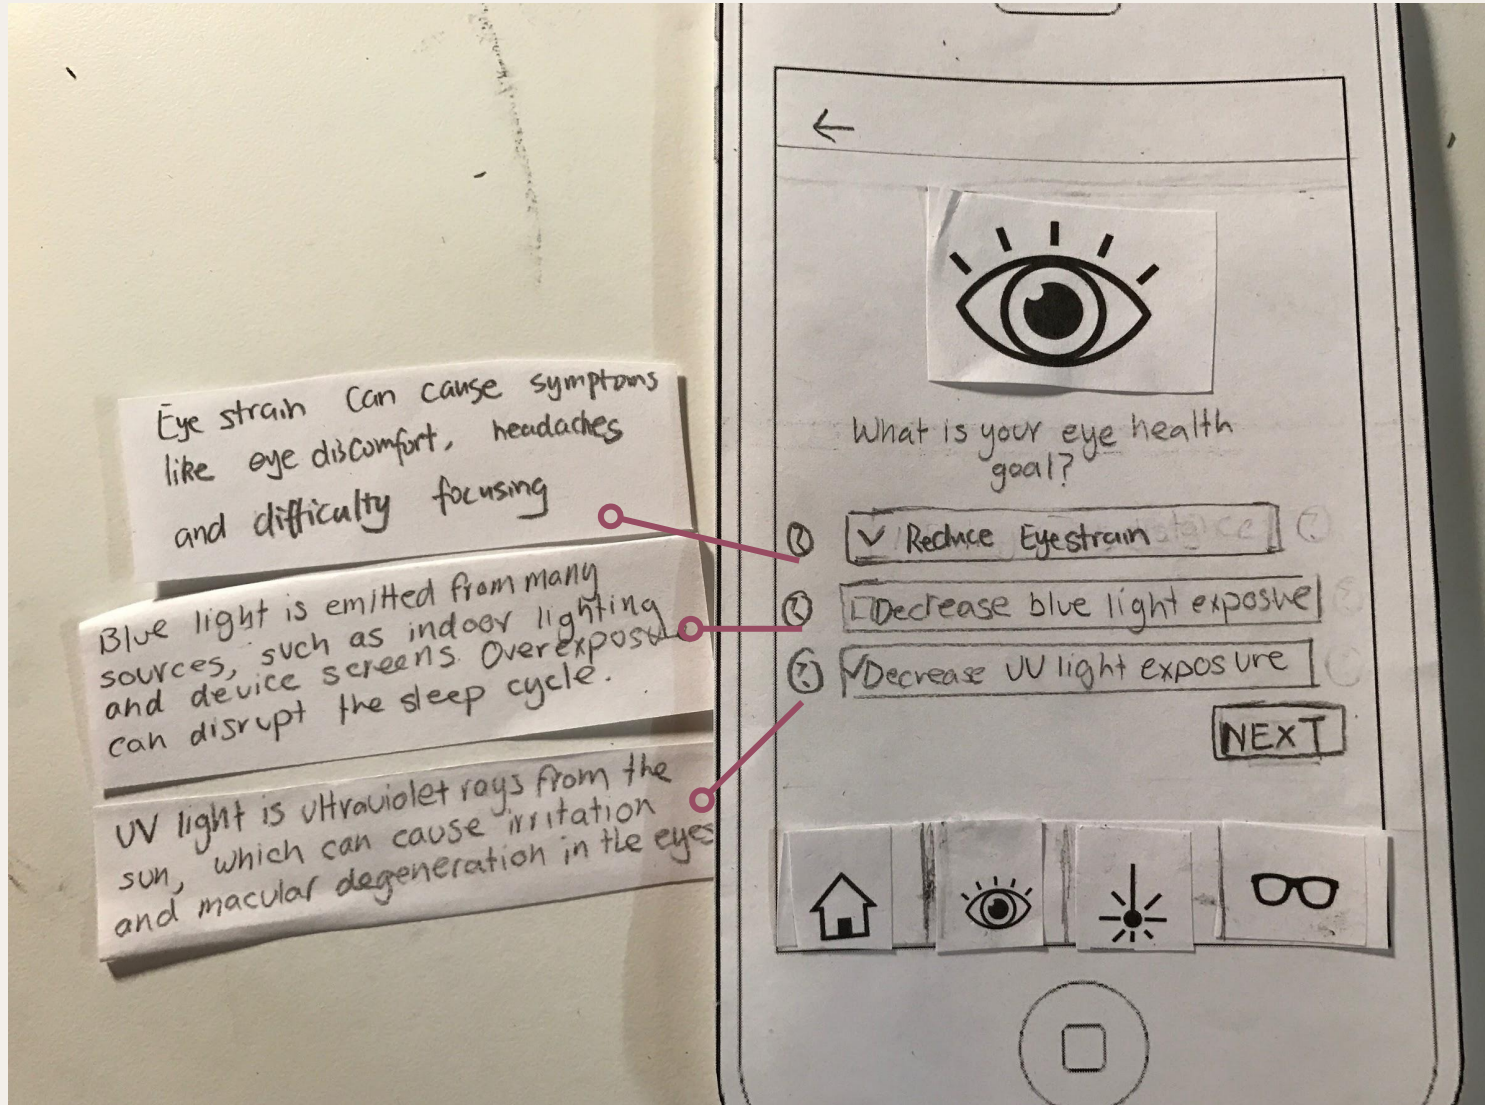 Eye strain can cause symptoms
like eye discomfort, headaches
and difficulty focusing
Blue light is emitted from many
sources, such as indoor lighting
and device screens. Overexposu
can disrupt the sleep cycle.
UV light is ultraviolet rays from the
sun, which can cause irritation
and macular degeneration in the eyes
What is your eye health
goal?
? Reduce Eyestrain ?
? Decrease blue light exposue
? Decrease UV light exposure
NEXT